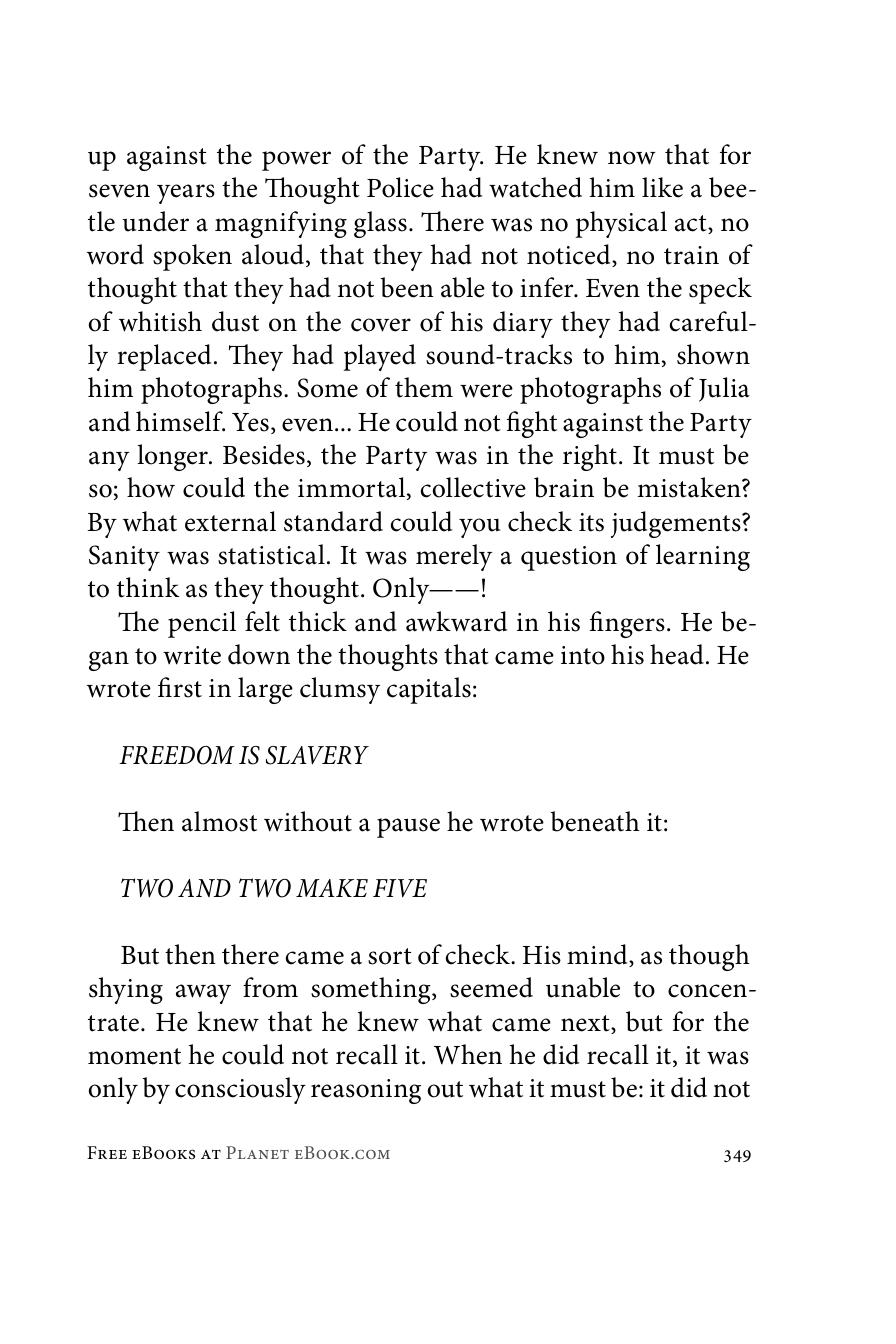 up against the power of the Party. He knew now that for
seven years the Thought Police had watched him like a bee-
tle under a magnifying glass. There was no physical act, no
word spoken aloud, that they had not noticed, no train of
thought that they had not been able to infer. Even the speck
of whitish dust on the cover of his diary they had careful-
ly replaced. They had played sound-tracks to him, shown
him photographs. Some of them were photographs of Julia
and himself. Yes, even... He could not fight against the Party
any longer. Besides, the Party was in the right. It must be
so; how could the immortal, collective brain be mistaken?
By what external standard could you check its judgements?
Sanity was statistical. It was merely a question of learning
to think as they thought. Only——!
The pencil felt thick and awkward in his fingers. He be-
gan to write down the thoughts that came into his head. He
wrote first in large clumsy capitals:
FREEDOM IS SLAVERY
Then almost without a pause he wrote beneath it:
TWO AND TWO MAKE FIVE
But then there came a sort of check. His mind, as though
shying away from something, seemed unable to concen-
trate. He knew that he knew what came next, but for the
moment he could not recall it. When he did recall it, it was
only by consciously reasoning out what it must be: it did not
Free eBooks at Planet eBook.com 349